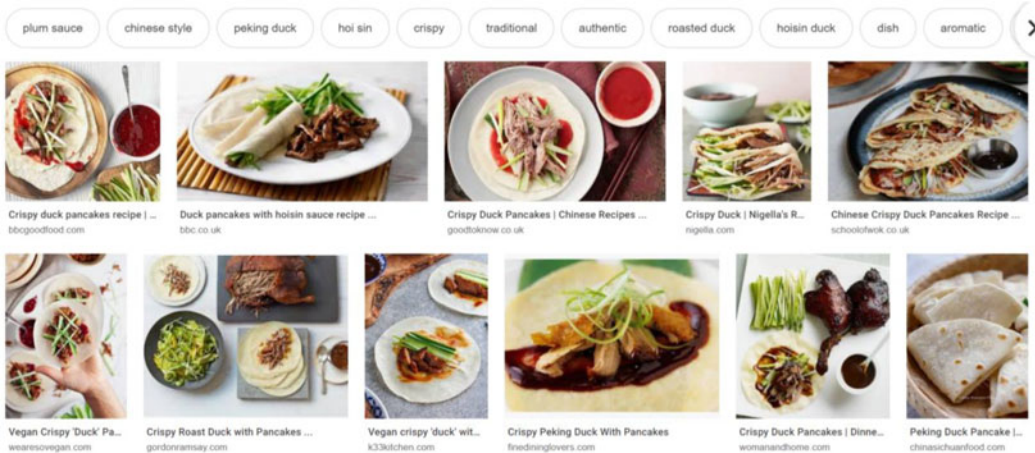 plum sauce
chinese style
peking duck
hoi sin
crispy
traditional
authentic
roasted duck
hoisin duck
dish
aromatic
Crispy duck pancakes recipe | ...
Duck pancakes with hoisin sauce recipe ...
Crispy Duck Pancakes | Chinese Recipes ...
Crispy Duck | Nigella's R...
Chinese Crispy Duck Pancakes Recipe ...
bbcgoodfood.com
bbc.co.uk
goodtoknow.co.uk
nigella.com
schoolofwok.co.uk
Vegan Crispy 'Duck' Pa...
Crispy Roast Duck with Pancakes ...
Vegan crispy 'duck' wit...
Crispy Peking Duck With Pancakes
Crispy Duck Pancakes | Dinne...
Peking Duck Pancake |...
wearesovegan.com
gordonramsay.com
k33kitchen.com
finedininglovers.com
womanandhome.com
chinasichuanfood.com